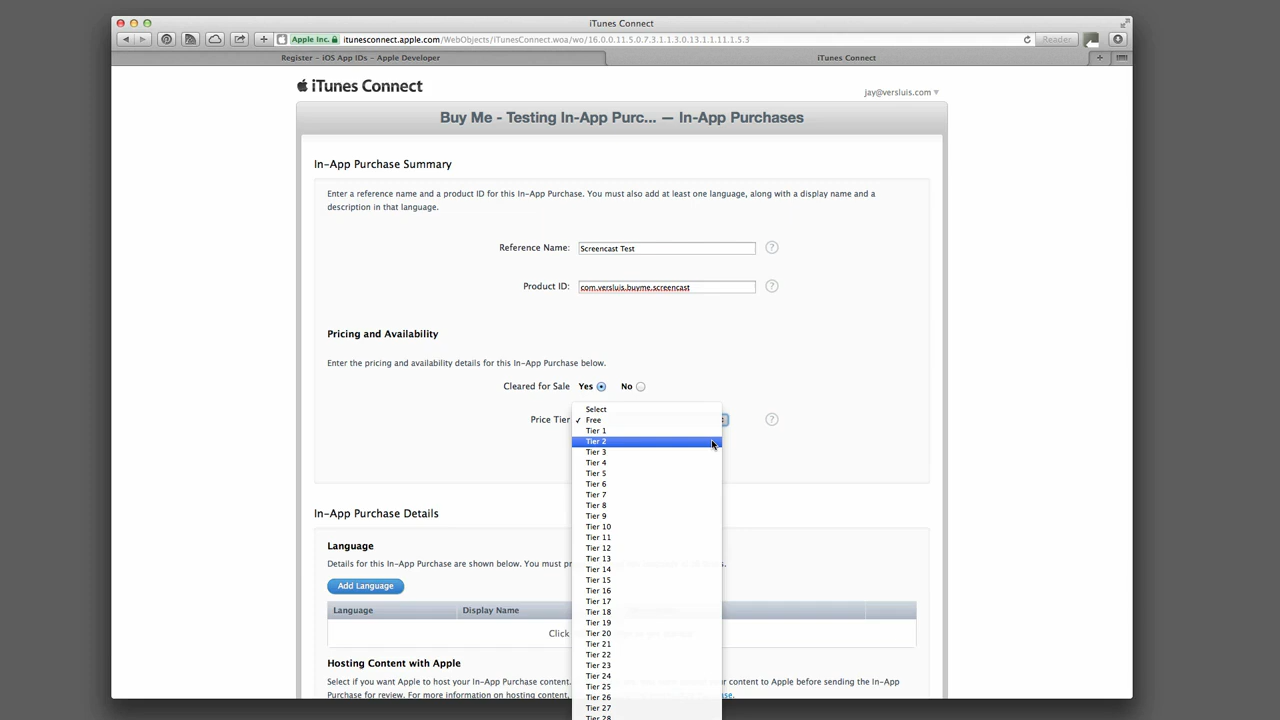 iTunes Connect
Apple Inc. itunesconnect.apple.com/WebObjects/iTunesConnect.woa/wo/16.0.0.11.5.0.7.3.1.1.3.0.13.1.1.11.1.5.3
Reader
Register – iOS App IDs – Apple Developer
iTunes Connect
iTunes Connect
jay@versluis.com
Buy Me - Testing In-App Purc... — In-App Purchases
In-App Purchase Summary
Enter a reference name and a product ID for this In-App Purchase. You must also add at least one language, along with a display name and a
description in that language.
Reference Name: Screencast Test ?
Product ID: com.versluis.buyme.screencast ?
Pricing and Availability
Enter the pricing and availability details for this In-App Purchase below.
Cleared for Sale Yes No
Select
Price Tier ✓ Free ?
Tier 1
Tier 2
Tier 3
Tier 4
Tier 5
Tier 6
Tier 7
Tier 8
Tier 9
Tier 10
Tier 11
Tier 12
Tier 13
Tier 14
Tier 15
Tier 16
Tier 17
Tier 18
Tier 19
Tier 20
Tier 21
Tier 22
Tier 23
Tier 24
Tier 25
Tier 26
Tier 27
Tier 28
In-App Purchase Details
Language
Details for this In-App Purchase are shown below. You must
Add Language
Language Display Name
Click
Hosting Content with Apple
Select if you want Apple to host your In-App Purchase content. content to Apple before sending the In-App
Purchase for review. For more information on hosting content,